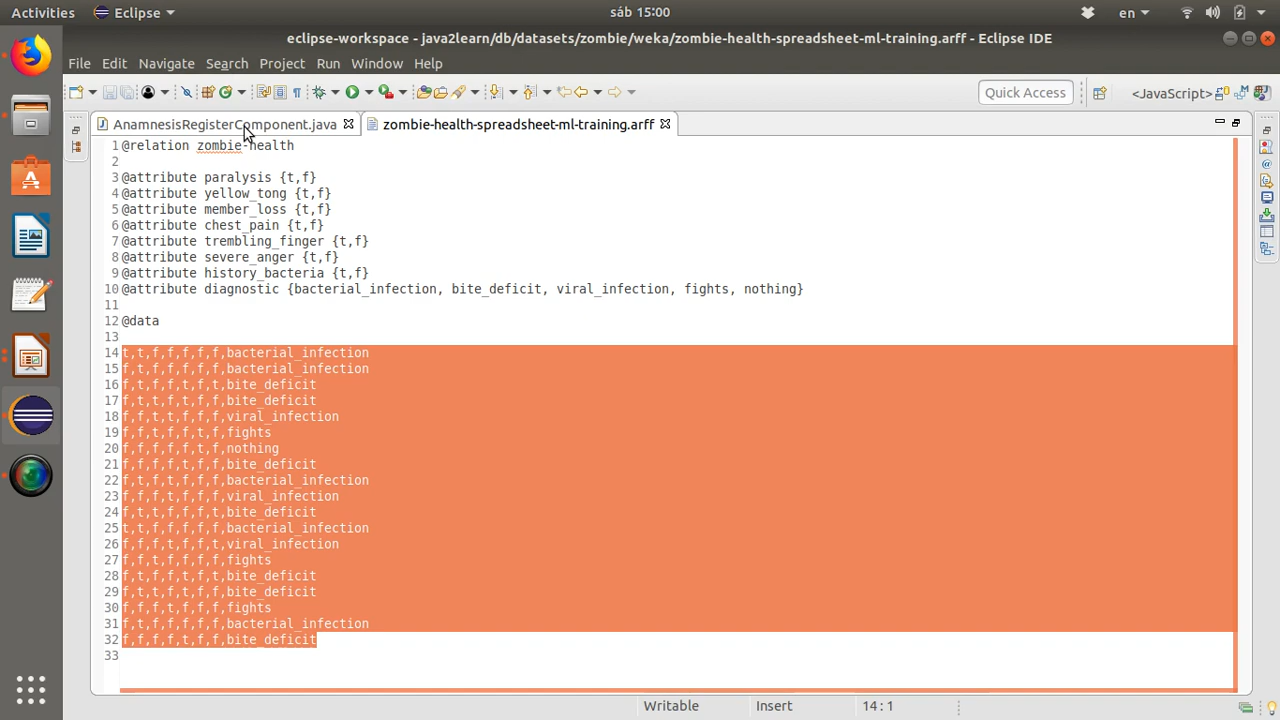 Activities Eclipse sáb 15:00 en
eclipse-workspace - java2learn/db/datasets/zombie/weka/zombie-health-spreadsheet-ml-training.arff - Eclipse IDE
File Edit Navigate Search Project Run Window Help
Quick Access <JavaScript>
AnamnesisRegisterComponent.java zombie-health-spreadsheet-ml-training.arff
1 @relation zombie-health
2
3 @attribute paralysis {t,f}
4 @attribute yellow_tong {t,f}
5 @attribute member_loss {t,f}
6 @attribute chest_pain {t,f}
7 @attribute trembling_finger {t,f}
8 @attribute severe_anger {t,f}
9 @attribute history_bacteria {t,f}
10 @attribute diagnostic {bacterial_infection, bite_deficit, viral_infection, fights, nothing}
11
12 @data
13
14 t,t,f,f,f,f,f,bacterial_infection
15 f,t,f,f,f,f,f,bacterial_infection
16 f,t,f,f,t,f,t,bite_deficit
17 f,t,t,f,t,f,f,bite_deficit
18 f,f,t,t,f,f,f,viral_infection
19 f,f,t,f,f,t,f,fights
20 f,f,f,f,f,t,f,nothing
21 f,f,t,f,f,f,f,bite_deficit
22 f,t,f,f,f,f,f,bacterial_infection
23 f,f,f,t,f,f,f,viral_infection
24 f,t,f,f,f,f,t,bite_deficit
25 t,t,f,f,f,f,f,bacterial_infection
26 f,f,f,t,f,f,f,viral_infection
27 f,f,t,f,f,f,f,fights
28 f,t,f,f,t,f,t,bite_deficit
29 f,t,t,f,f,f,f,bite_deficit
30 f,f,f,t,f,f,f,fights
31 f,t,f,f,f,f,f,bacterial_infection
32 f,f,f,f,t,f,f,bite_deficit
33
Writable Insert 14 : 1